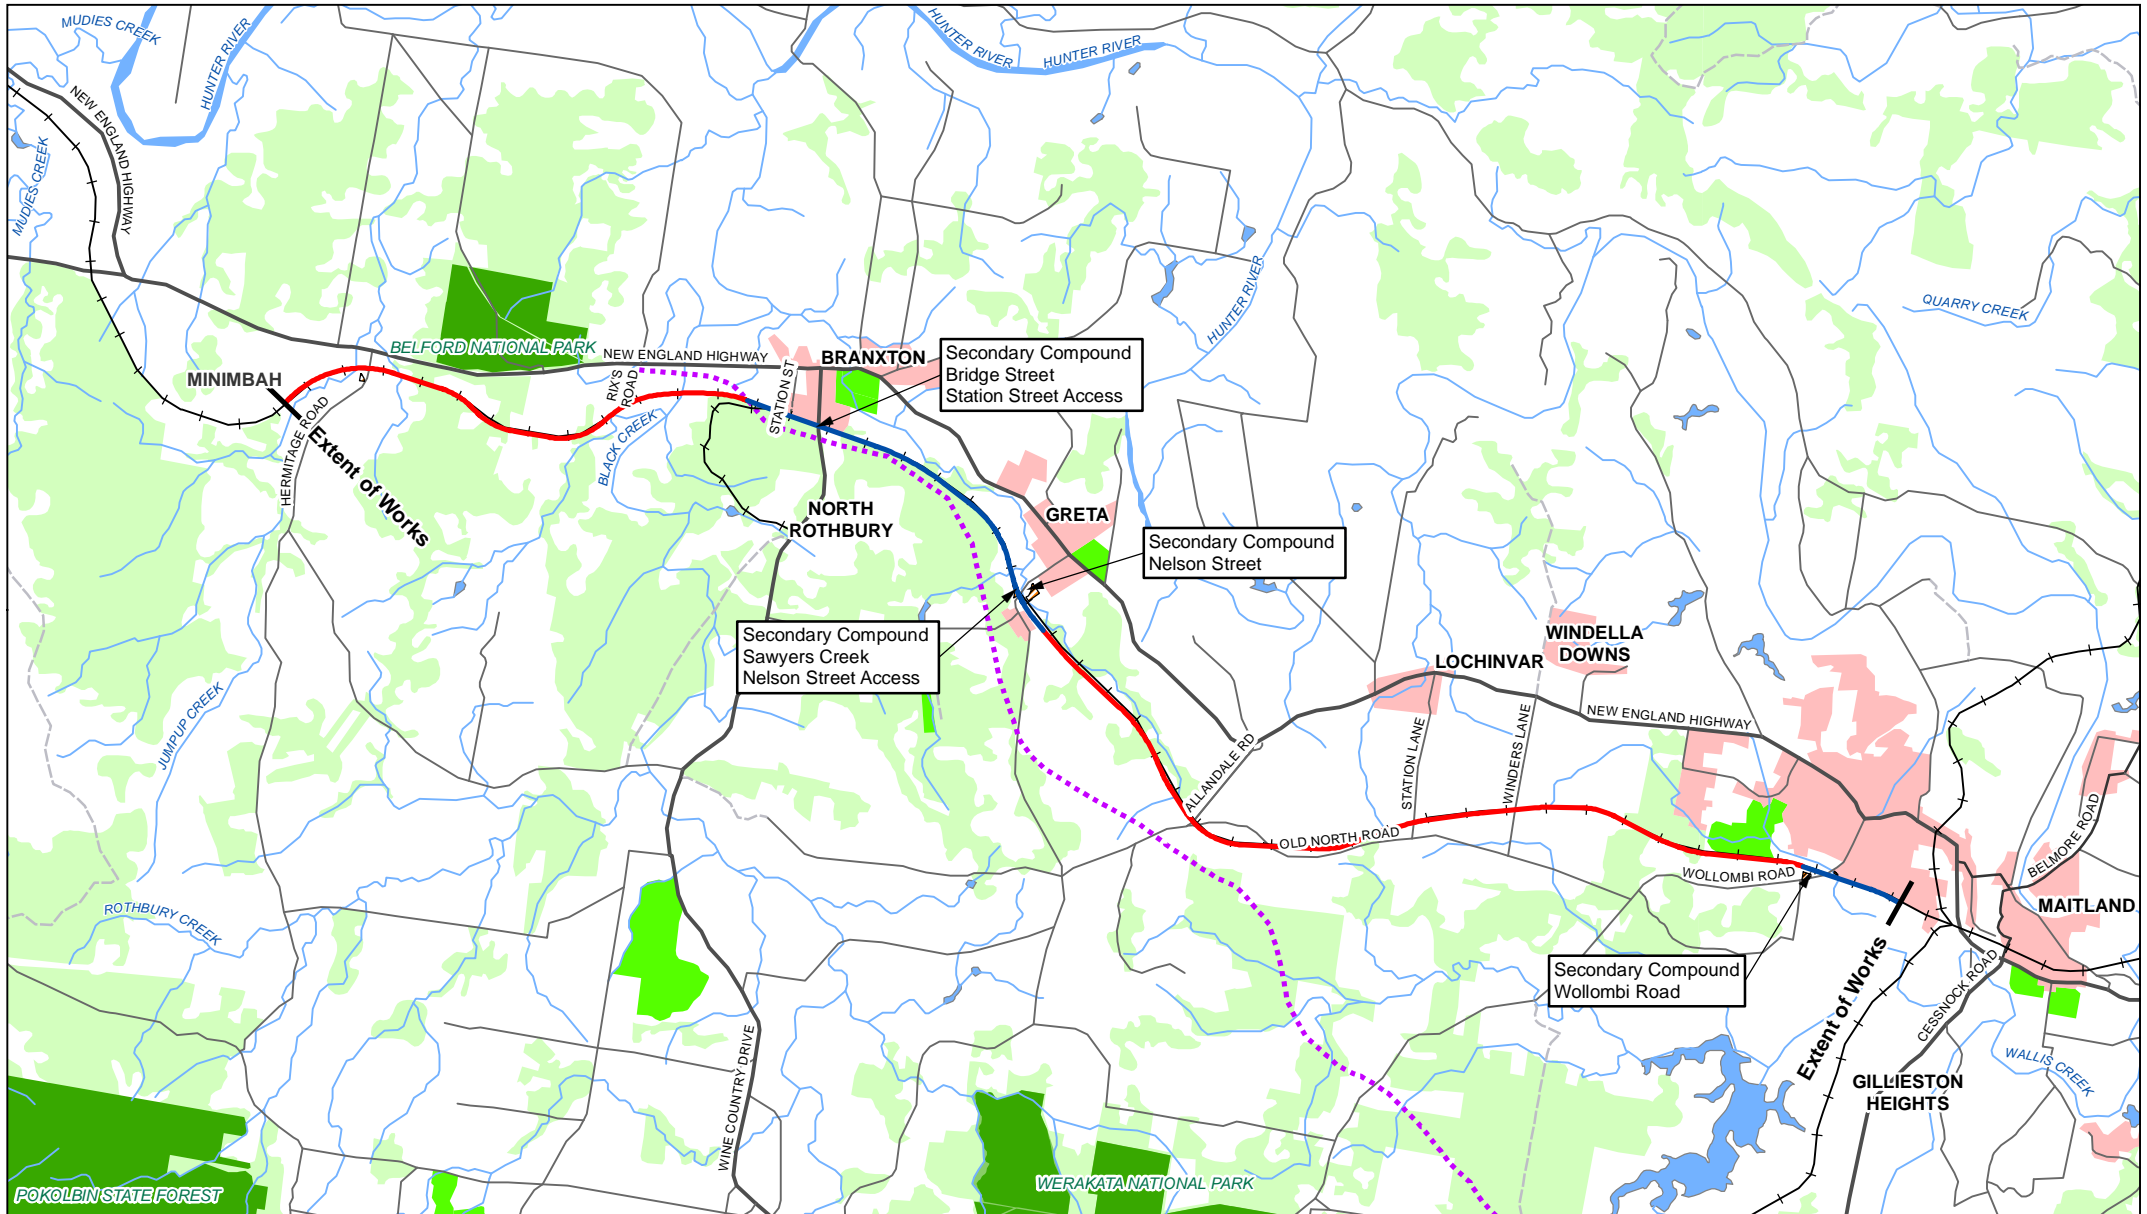 MUDIES CREEK
HUNTER RIVER
HUNTER RIVER
HUNTER RIVER
NEW ENGLAND HIGHWAY
MUDIES CREEK
HUNTER RIVER
QUARRY CREEK
BELFORD NATIONAL PARK
NEW ENGLAND HIGHWAY
BRANXTON
Secondary Compound
Bridge Street
Station Street Access
MINIMBAH
RIX'S
ROAD
STATION ST
HERMITAGE ROAD
Extent of Works
BLACK CREEK
NORTH
ROTHBURY
GRETA
Secondary Compound
Nelson Street
Secondary Compound
Sawyers Creek
Nelson Street Access
WINDELLA
DOWNS
LOCHINVAR
JUMPUP CREEK
NEW ENGLAND HIGHWAY
ALLANDALE RD
STATION LANE
WINDERS LANE
OLD NORTH ROAD
BELMORE ROAD
WOLLOMBI ROAD
MAITLAND
ROTHBURY CREEK
Secondary Compound
Wollombi Road
Extent of Works
CESSNOCK ROAD
WALLIS CREEK
GILLIESTON
HEIGHTS
WINE COUNTRY DRIVE
POKOLBIN STATE FOREST
WERAKATA NATIONAL PARK